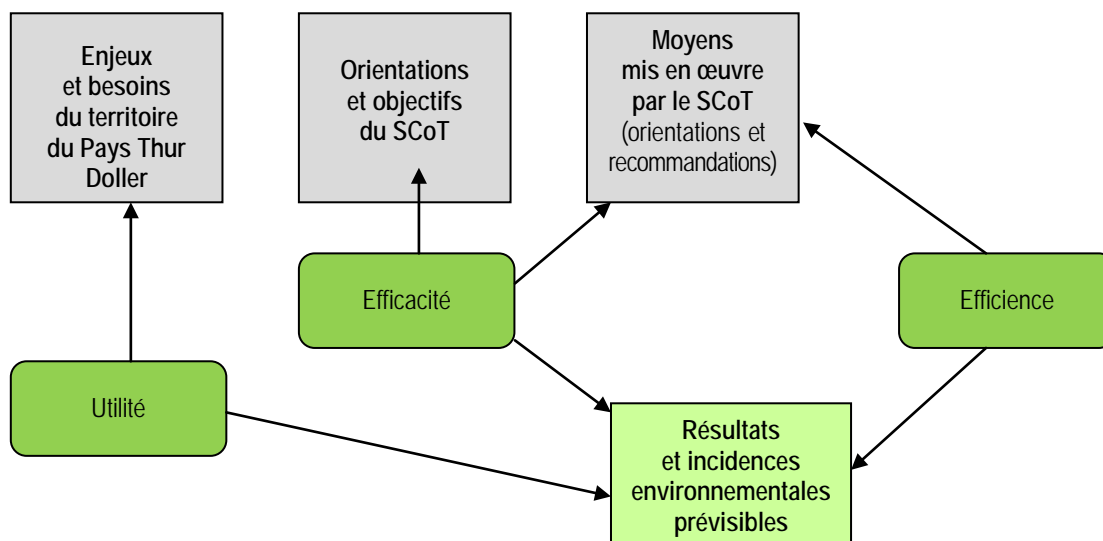 Enjeux
et besoins
du territoire
du Pays Thur
Doller
Orientations
et objectifs
du SCoT
Moyens
mis en œuvre
par le SCoT
(orientations et
recommandations)
Efficacité
Efficience
Utilité
Résultats
et incidences
environnementales
prévisibles